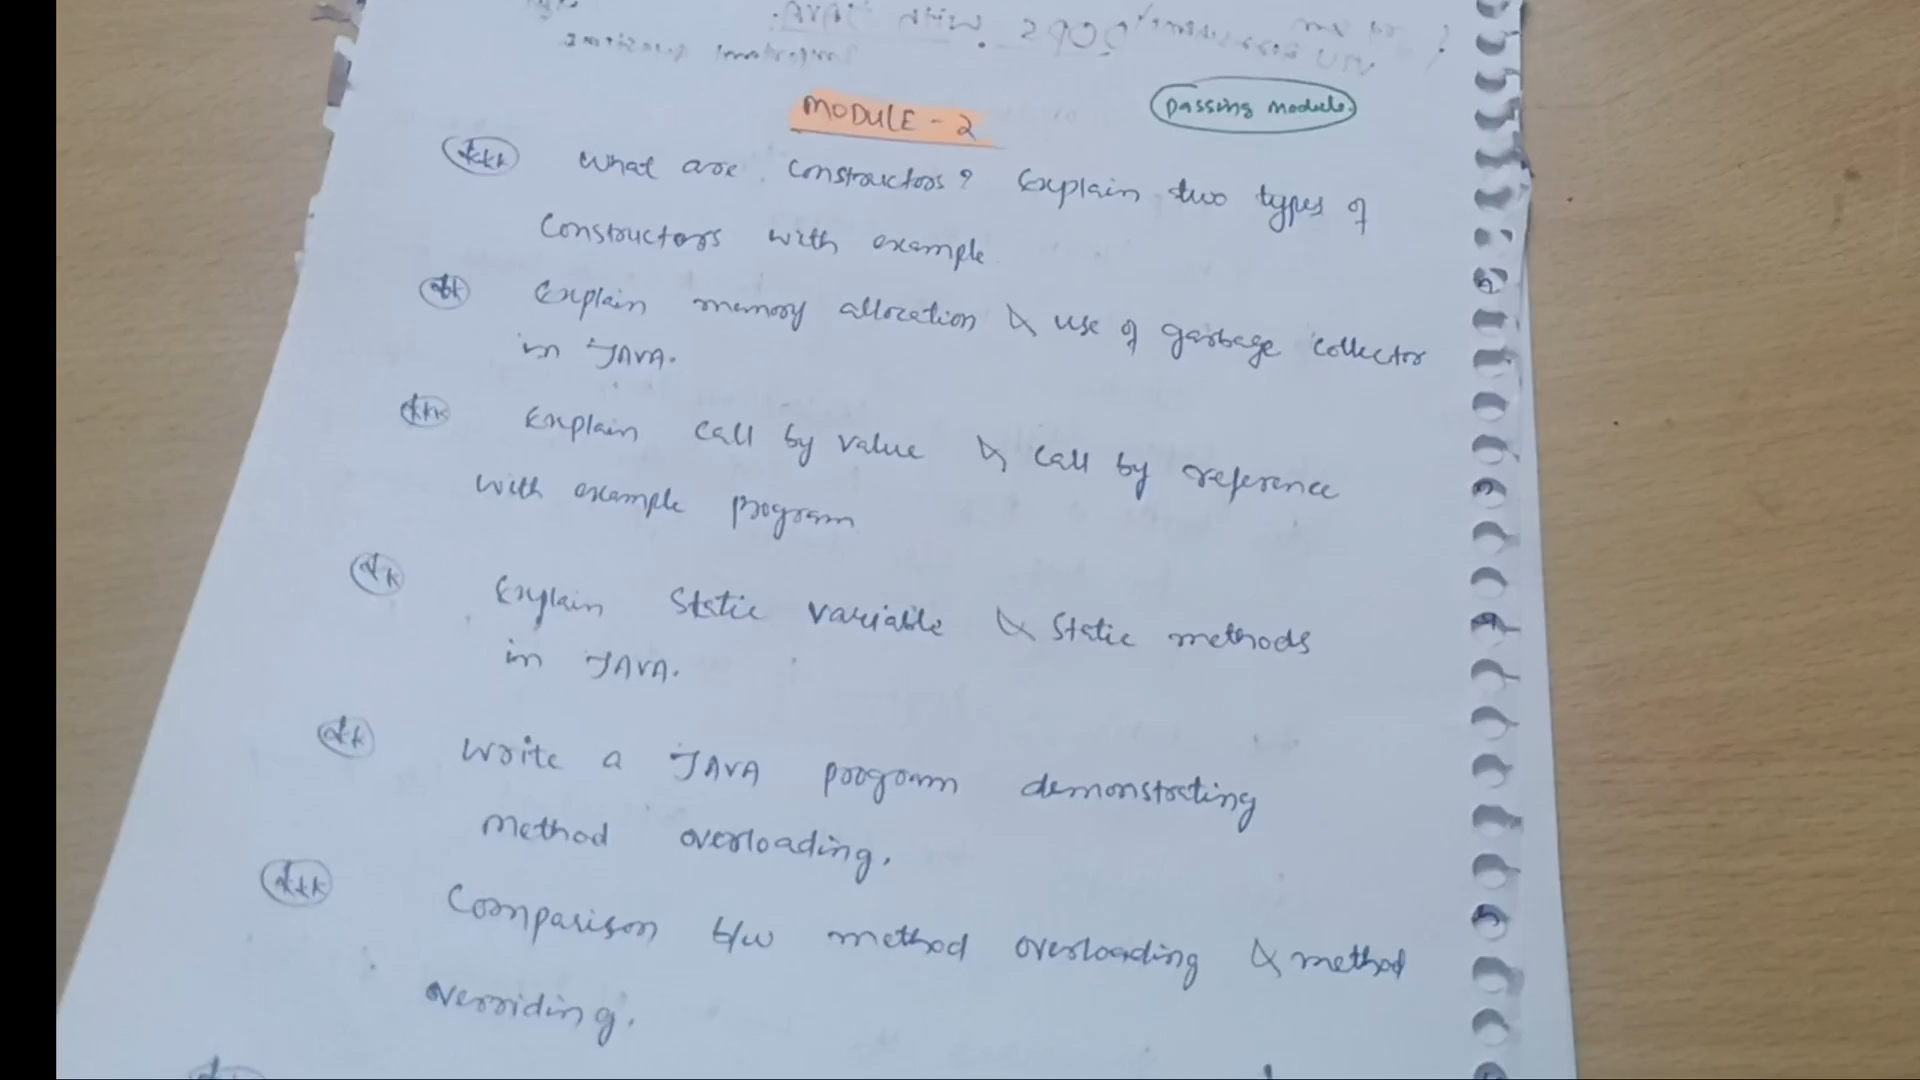 MODULE - 2
passing module
*** What are constructors? Explain two types of
constructors with example
** Explain memory allocation & use of garbage collector
in JAVA.
*** Explain call by value & call by reference
with example program
** Explain static variable & static methods
in JAVA.
** Write a JAVA program demonstrating
method overloading.
*** Comparison b/w method overloading & method
overriding.